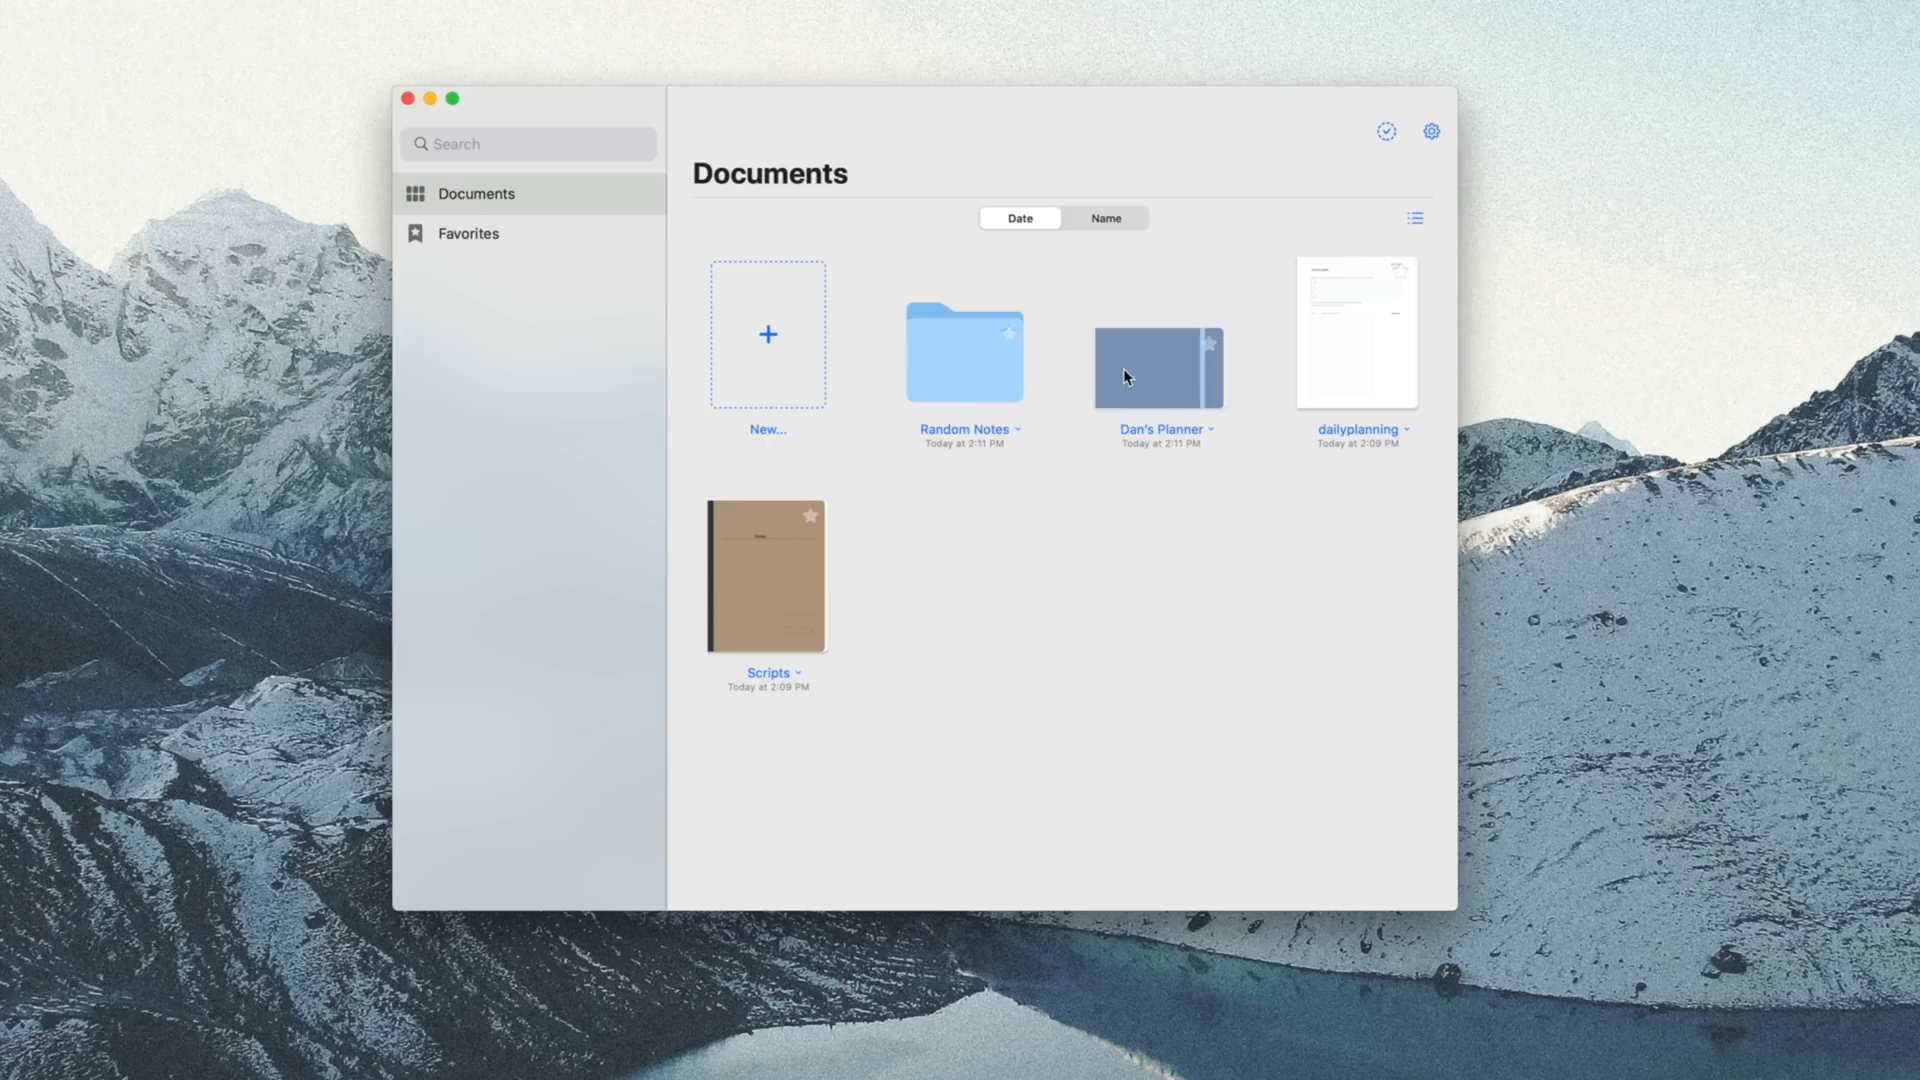 Search
Documents
Favorites
Documents
Date
Name
New...
Random Notes
Today at 2:11 PM
Dan's Planner
Today at 2:11 PM
dailyplanning
Today at 2:09 PM
Scripts
Today at 2:09 PM